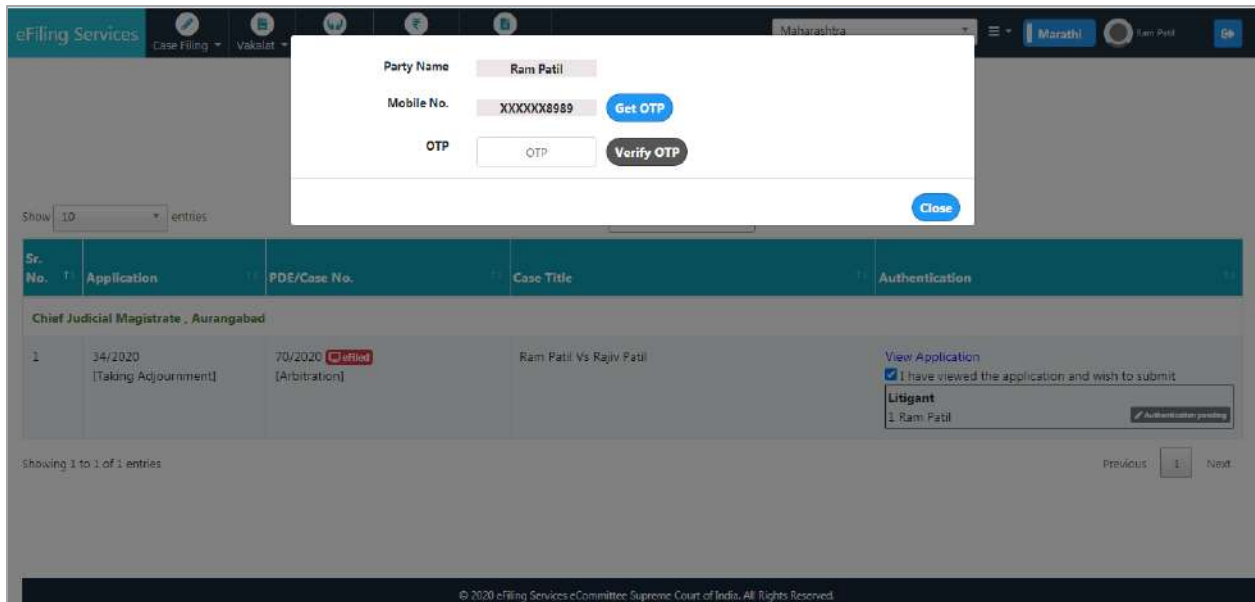 eFiling Services
Case Filing
Vakalat
Maharashtra
Marathi
Ram Patil
Party Name Ram Patil
Mobile No. XXXXXX8989 Get OTP
OTP OTP Verify OTP
Close
Show 10 entries
Sr. No. Application PDE/Case No. Case Title Authentication
Chief Judicial Magistrate , Aurangabad
1 34/2020 70/2020 eFiled Ram Patil Vs Rajiv Patil View Application
[Taking Adjournment] [Arbitration] I have viewed the application and wish to submit
Litigant
1 Ram Patil Authentication pending
Showing 1 to 1 of 1 entries Previous 1 Next
© 2020 eFiling Services eCommittee Supreme Court of India. All Rights Reserved.